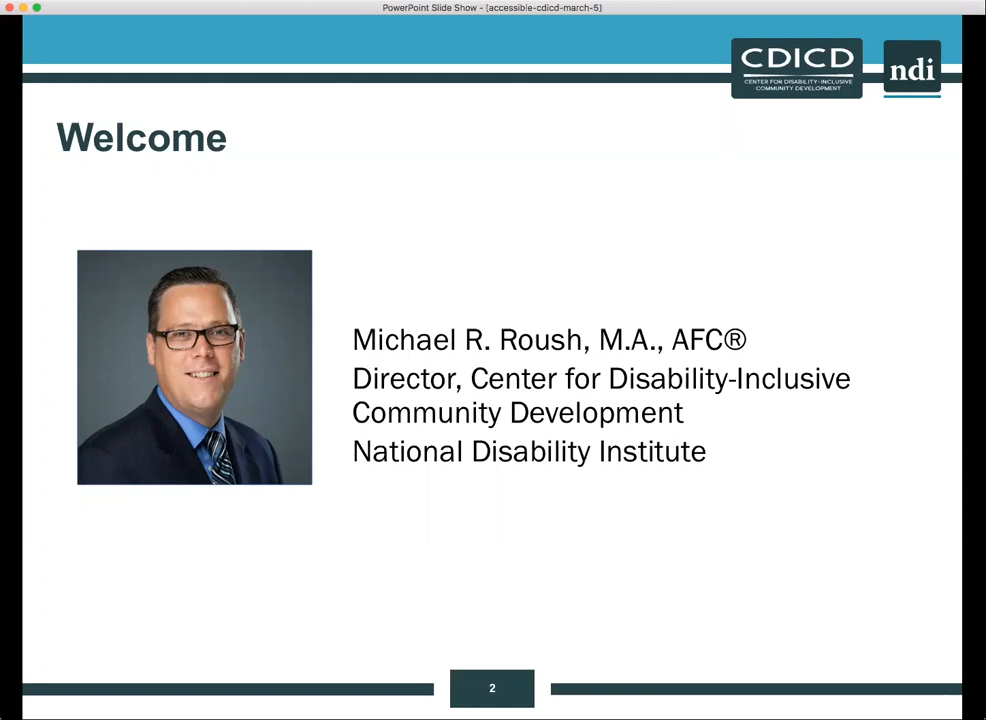 PowerPoint Slide Show - [accessible-cdicd-march-5]
CDICD
CENTER FOR DISABILITY-INCLUSIVE
COMMUNITY DEVELOPMENT
ndi
Welcome
Michael R. Roush, M.A., AFC®
Director, Center for Disability-Inclusive
Community Development
National Disability Institute
2